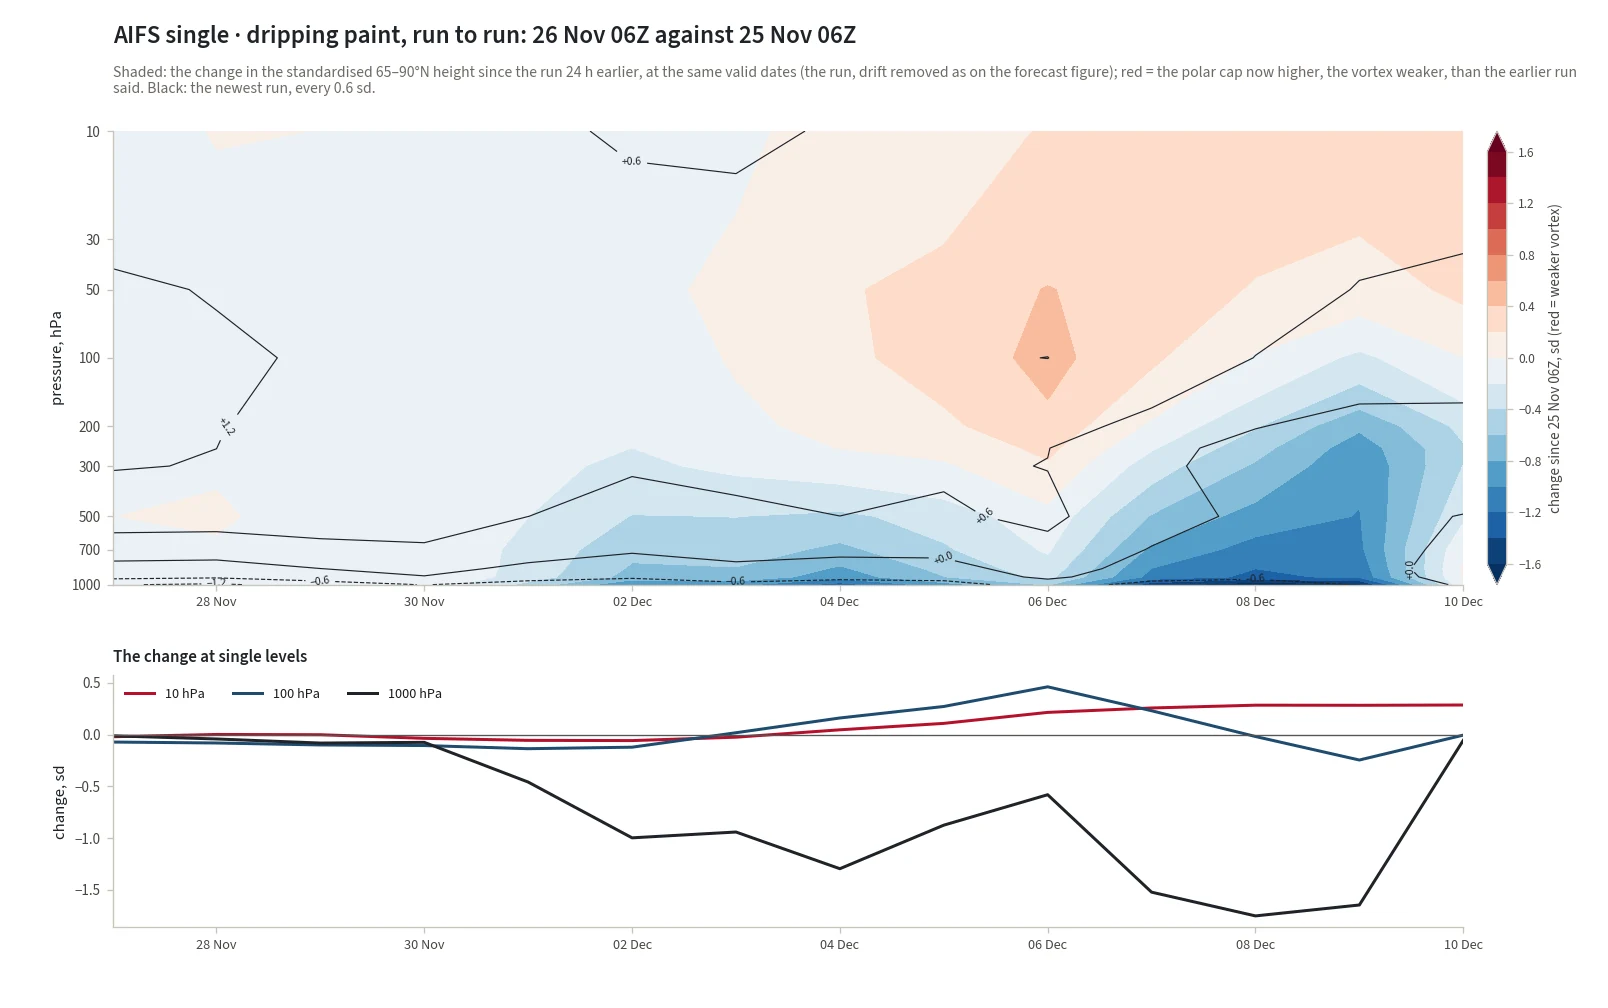 AIFS single · dripping paint, run to run: 26 Nov 06Z against 25 Nov 06Z
Shaded: the change in the standardised 65–90°N height since the run 24 h earlier, at the same valid dates (the run, drift removed as on the forecast figure); red = the polar cap now higher, the vortex weaker, than the earlier run
said. Black: the newest run, every 0.6 sd.
pressure, hPa
10
30
50
100
200
300
500
700
1000
+0.6
+1.2
+0.6
+0.0
−0.6
−0.6
−0.6
+0.0
28 Nov
30 Nov
02 Dec
04 Dec
06 Dec
08 Dec
10 Dec
1.6
1.2
0.8
0.4
0.0
−0.4
−0.8
−1.2
−1.6
change since 25 Nov 06Z, sd (red = weaker vortex)
The change at single levels
10 hPa
100 hPa
1000 hPa
change, sd
0.5
0.0
−0.5
−1.0
−1.5
28 Nov
30 Nov
02 Dec
04 Dec
06 Dec
08 Dec
10 Dec